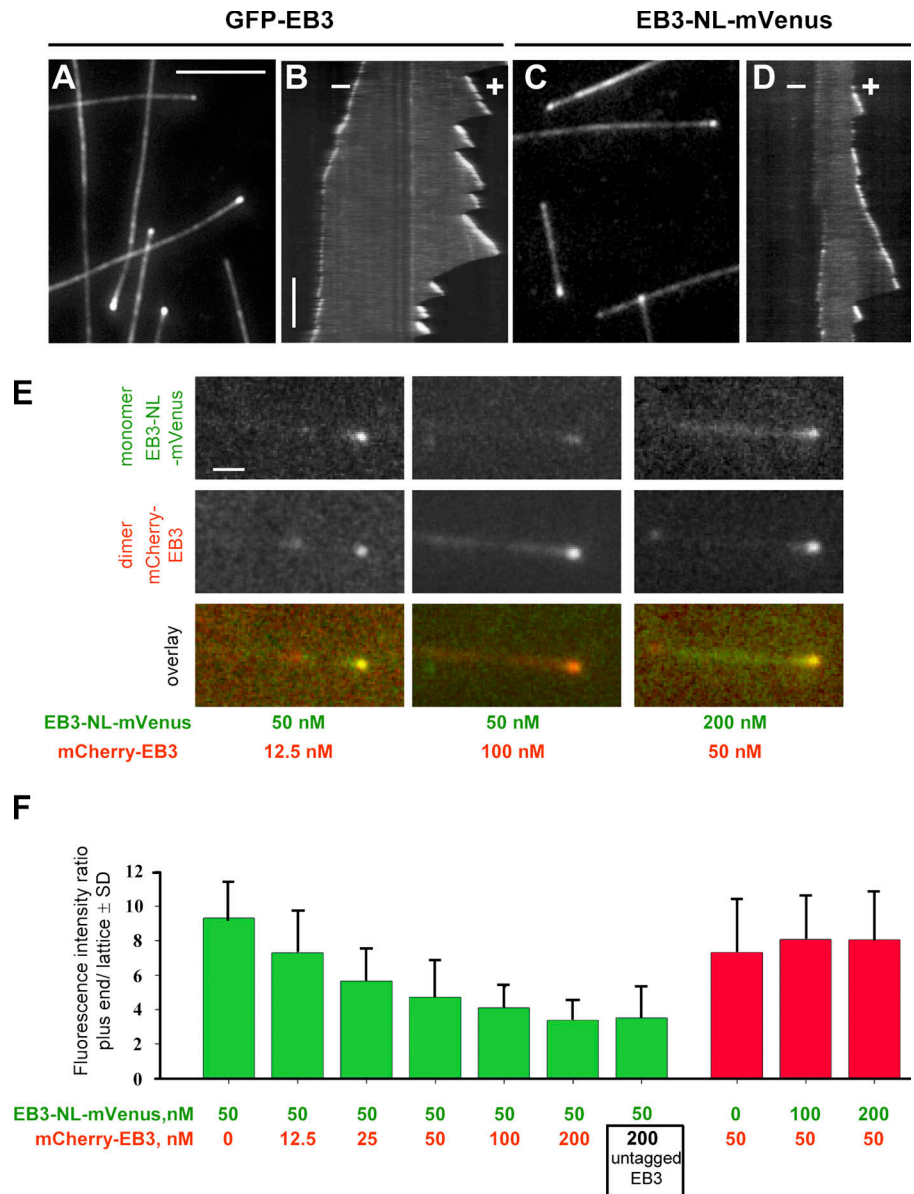 GFP-EB3
EB3-NL-mVenus
A
B
–
+
C
D
–
+
E
monomer
EB3-NL
-mVenus
dimer
mCherry-
EB3
overlay
EB3-NL-mVenus 50 nM 50 nM 200 nM
mCherry-EB3 12.5 nM 100 nM 50 nM
F
Fluorescence intensity ratio
plus end/ lattice ± SD
12
10
8
6
4
2
0
EB3-NL-mVenus,nM 50 50 50 50 50 50 50 0 100 200
mCherry-EB3, nM 0 12.5 25 50 100 200 200 50 50 50
untagged
EB3